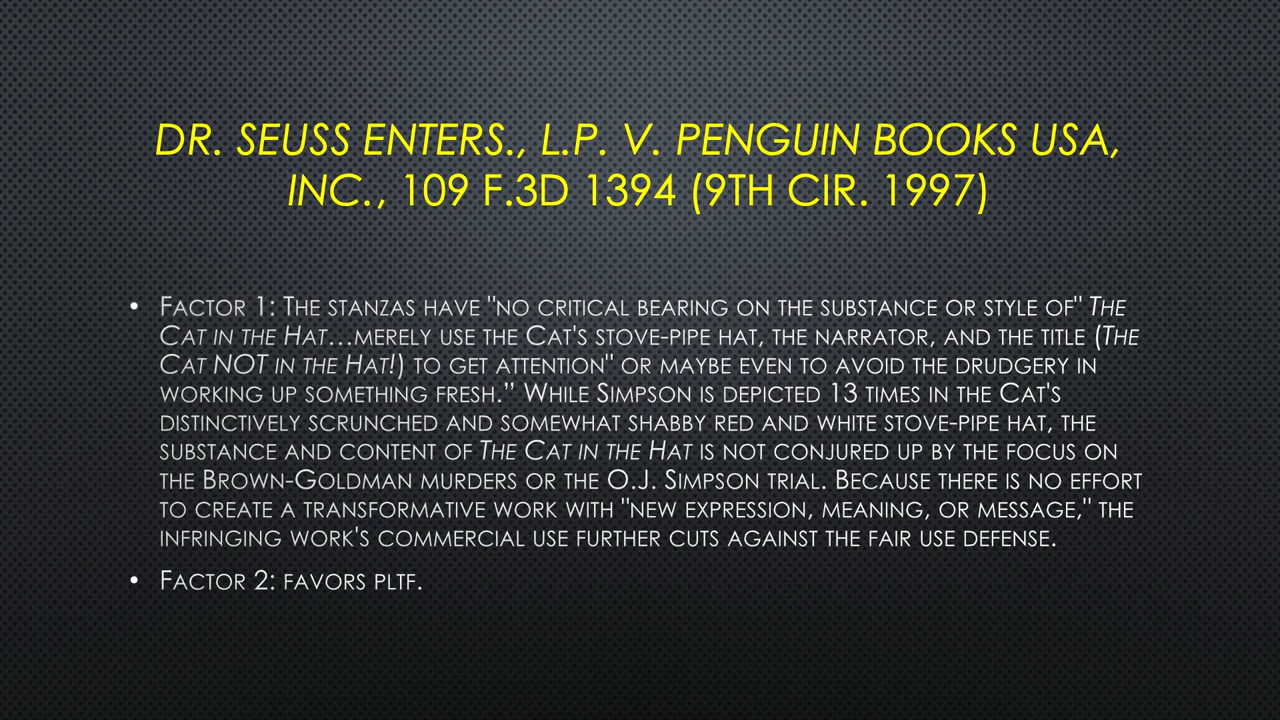 DR. SEUSS ENTERS., L.P. V. PENGUIN BOOKS USA,
INC., 109 F.3D 1394 (9TH CIR. 1997)
• FACTOR 1: THE STANZAS HAVE "NO CRITICAL BEARING ON THE SUBSTANCE OR STYLE OF" THE
CAT IN THE HAT…MERELY USE THE CAT'S STOVE-PIPE HAT, THE NARRATOR, AND THE TITLE (THE
CAT NOT IN THE HAT!) TO GET ATTENTION" OR MAYBE EVEN TO AVOID THE DRUDGERY IN
WORKING UP SOMETHING FRESH.” WHILE SIMPSON IS DEPICTED 13 TIMES IN THE CAT'S
DISTINCTIVELY SCRUNCHED AND SOMEWHAT SHABBY RED AND WHITE STOVE-PIPE HAT, THE
SUBSTANCE AND CONTENT OF THE CAT IN THE HAT IS NOT CONJURED UP BY THE FOCUS ON
THE BROWN-GOLDMAN MURDERS OR THE O.J. SIMPSON TRIAL. BECAUSE THERE IS NO EFFORT
TO CREATE A TRANSFORMATIVE WORK WITH "NEW EXPRESSION, MEANING, OR MESSAGE," THE
INFRINGING WORK'S COMMERCIAL USE FURTHER CUTS AGAINST THE FAIR USE DEFENSE.
• FACTOR 2: FAVORS PLTF.